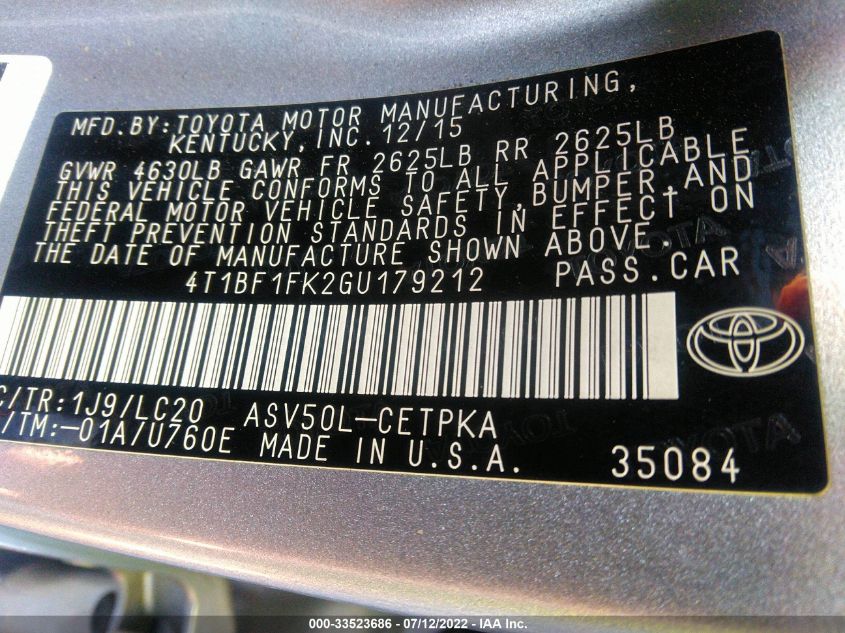 MFD.BY:TOYOTA MOTOR MANUFACTURING,
KENTUCKY, INC. 12/15
GVWR 4630LB GAWR FR 2625LB RR 2625LB
THIS VEHICLE CONFORMS TO ALL APPLICABLE
FEDERAL MOTOR VEHICLE SAFETY,BUMPER,AND
THEFT PREVENTION STANDARDS IN EFFECT ON
THE DATE OF MANUFACTURE SHOWN ABOVE.
4T1BF1FK2GU179212 PASS.CAR
C/TR:1J9/LC20 ASV50L-CETPKA
/TM:-01A/U760E MADE IN U.S.A. 35084
000-33523686 - 07/12/2022 - IAA Inc.